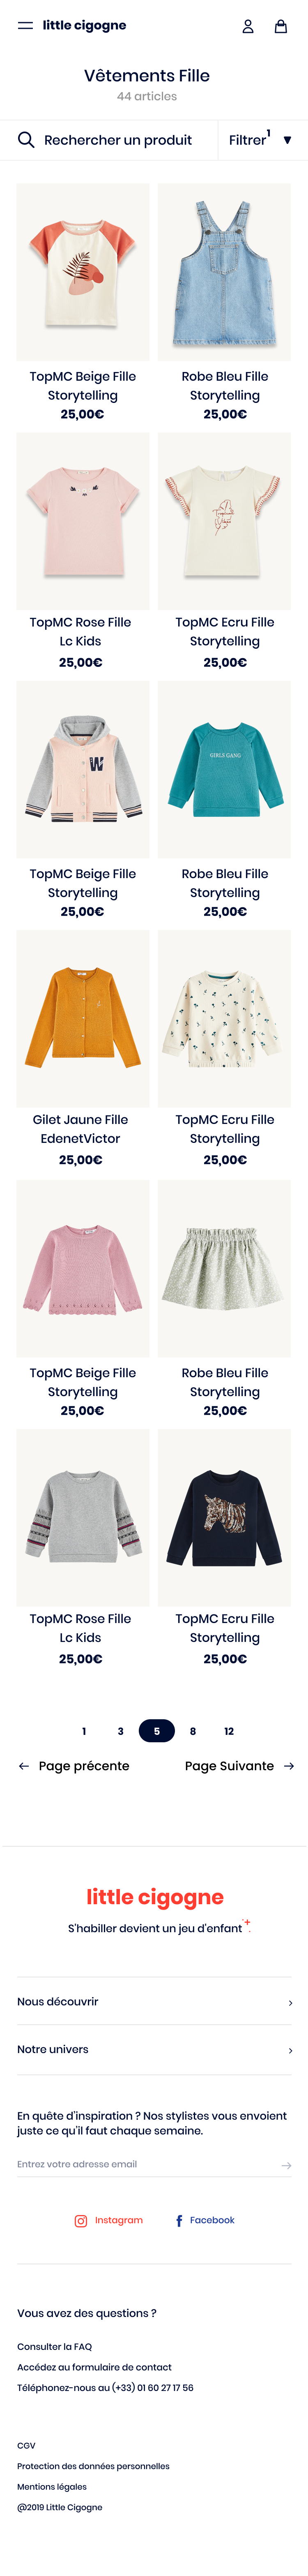 little cigogne
Vêtements Fille
44 articles
Rechercher un produit
Filtrer 1
TopMC Beige Fille
Storytelling
25,00€
Robe Bleu Fille
Storytelling
25,00€
TopMC Rose Fille
Lc Kids
25,00€
TopMC Ecru Fille
Storytelling
25,00€
W
GIRLS GANG
TopMC Beige Fille
Storytelling
25,00€
Robe Bleu Fille
Storytelling
25,00€
Gilet Jaune Fille
EdenetVictor
25,00€
TopMC Ecru Fille
Storytelling
25,00€
TopMC Beige Fille
Storytelling
25,00€
Robe Bleu Fille
Storytelling
25,00€
TopMC Rose Fille
Lc Kids
25,00€
TopMC Ecru Fille
Storytelling
25,00€
1 3 5 8 12
Page précente
Page Suivante
little cigogne
S'habiller devient un jeu d'enfant
Nous découvrir
Notre univers
En quête d'inspiration ? Nos stylistes vous envoient
juste ce qu'il faut chaque semaine.
Entrez votre adresse email
Instagram
Facebook
Vous avez des questions ?
Consulter la FAQ
Accédez au formulaire de contact
Téléphonez-nous au (+33) 01 60 27 17 56
CGV
Protection des données personnelles
Mentions légales
@2019 Little Cigogne